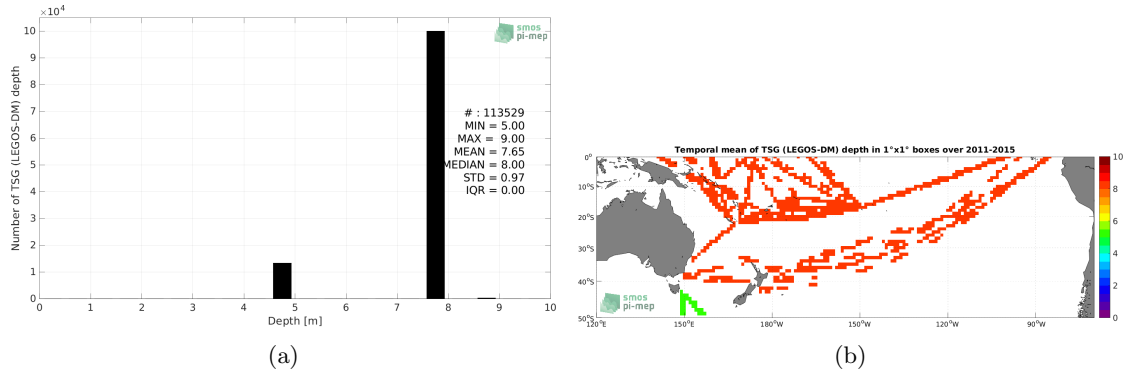 ×10⁴
10
9
8
7
6
5
4
3
2
1
0
Number of TSG (LEGOS-DM) depth
smos
pi-mep
# : 113529
MIN = 5.00
MAX = 9.00
MEAN = 7.65
MEDIAN = 8.00
STD = 0.97
IQR = 0.00
0 1 2 3 4 5 6 7 8 9 10
Depth [m]
(a)
Temporal mean of TSG (LEGOS-DM) depth in 1°x1° boxes over 2011-2015
0°
10°S
20°S
30°S
40°S
50°S
smos
pi-mep
120°E 150°E 180°W 150°W 120°W 90°W
10
8
6
4
2
0
(b)